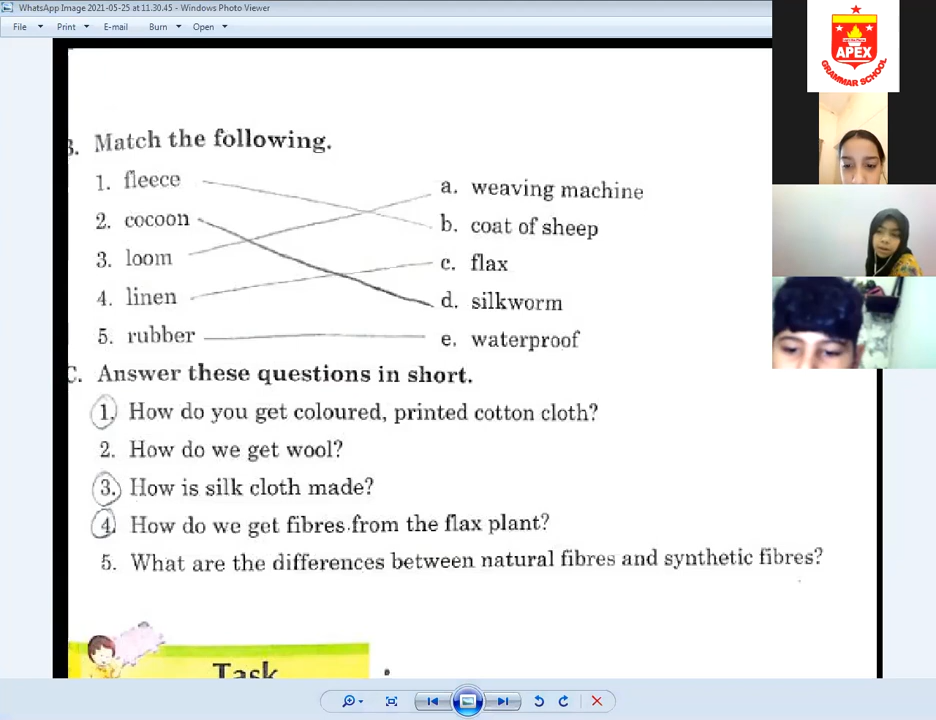 WhatsApp Image 2021-05-25 at 11.30.45 - Windows Photo Viewer
File Print E-mail Burn Open
APEX
GRAMMAR SCHOOL
B. Match the following.
1. fleece
a. weaving machine
2. cocoon
b. coat of sheep
3. loom
c. flax
4. linen
d. silkworm
5. rubber
e. waterproof
C. Answer these questions in short.
1. How do you get coloured, printed cotton cloth?
2. How do we get wool?
3. How is silk cloth made?
4. How do we get fibres from the flax plant?
5. What are the differences between natural fibres and synthetic fibres?
Task